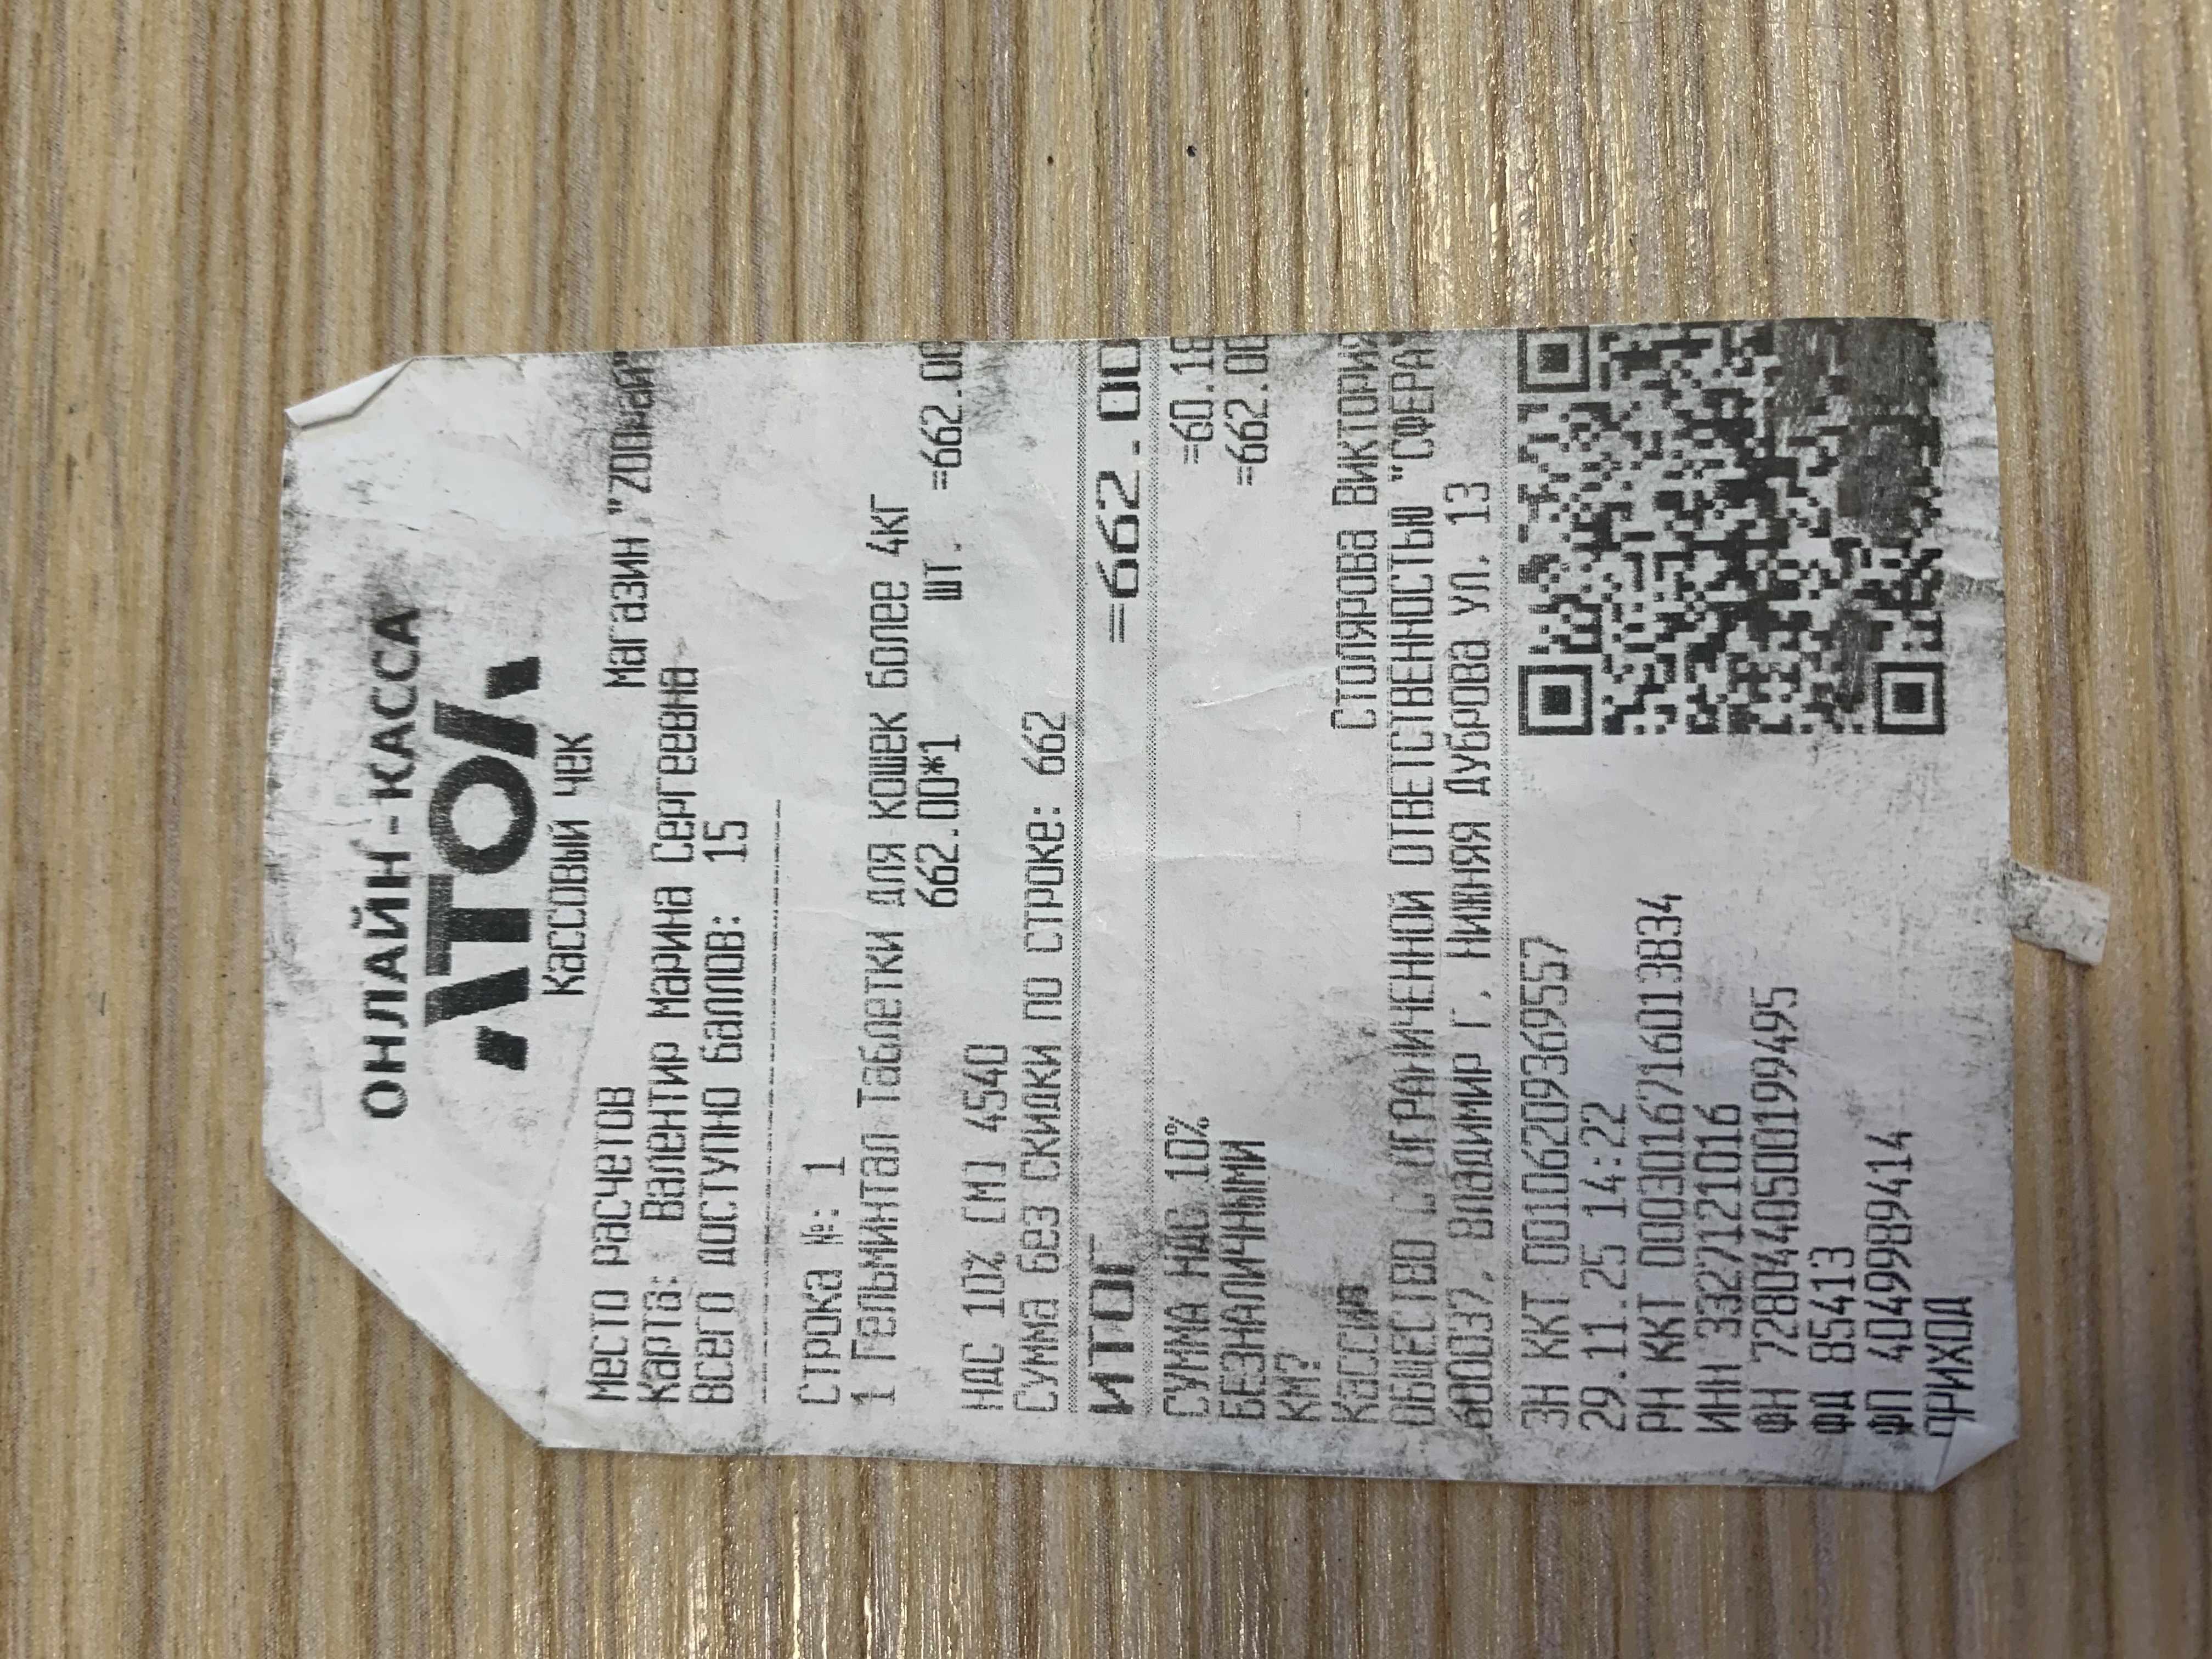 ОНЛАЙН-КАССА
АТОЛ
Кассовый чек
Место расчетов Магазин
Карта: Валентир Марина Сергеевна
Всего доступно баллов: 15
Строка №: 1
1 Гельминтал Таблетки для кошек более 4кг
662.00*1 шт. =662.00
НДС 10% [М] 4540
Сумма без скидки по строке: 662
ИТОГ =662.00
СУММА НДС 10% =60.18
БЕЗНАЛИЧНЫМИ =662.00
КМ?
Кассир Столярова Виктория
ОБЩЕСТВО С ОГРАНИЧЕННОЙ ОТВЕТСТВЕННОСТЬЮ "СФЕРА"
600037, Владимир г, Нижняя Дуброва ул, 13
ЗН ККТ 00106209369557
29.11.25 14:22
РН ККТ 0003016716013834
ИНН 3327121016
ФН 7280440500199495
ФД 85413
ФП 4049989414
ПРИХОД